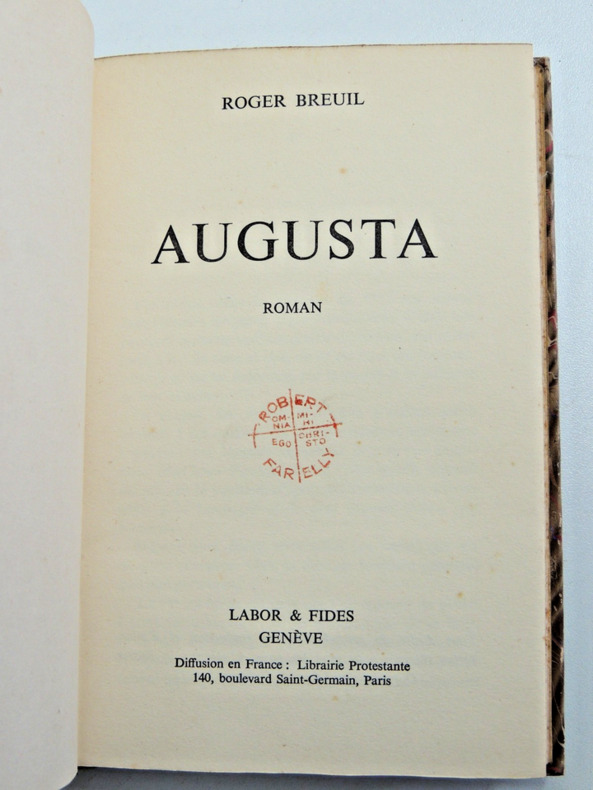 ROGER BREUIL
AUGUSTA
ROMAN
ROBERT
OM- MI-
NIA HI
EGO CHRI-
STO
FARELLY
LABOR & FIDES
GENÈVE
Diffusion en France : Librairie Protestante
140, boulevard Saint-Germain, Paris